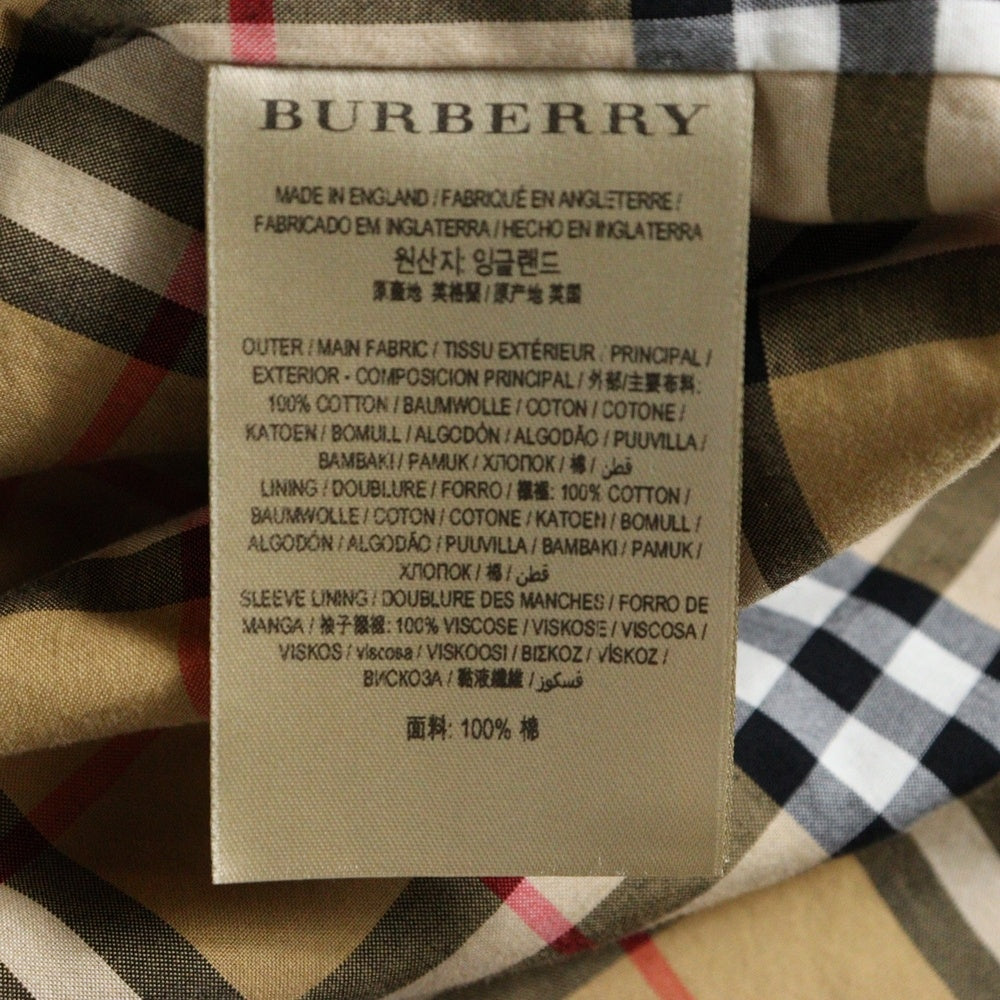 BURBERRY
MADE IN ENGLAND / FABRIQUÉ EN ANGLETERRE /
FABRICADO EM INGLATERRA / HECHO EN INGLATERRA
원산지: 잉글랜드
原產地: 英格蘭 / 原产地: 英国
OUTER / MAIN FABRIC / TISSU EXTÉRIEUR , PRINCIPAL /
EXTERIOR - COMPOSICION PRINCIPAL / 外部/主要布料:
100% COTTON / BAUMWOLLE / COTON / COTONE /
KATOEN / BOMULL / ALGODÓN / ALGODÃO / PUUVILLA /
BAMBAKI / PAMUK / ХЛОПОК / 棉 / قطن
LINING / DOUBLURE / FORRO / 襯裡: 100% COTTON /
BAUMWOLLE / COTON / COTONE / KATOEN / BOMULL /
ALGODÓN / ALGODÃO / PUUVILLA / BAMBAKI / PAMUK /
ХЛОПОК / 棉 / قطن
SLEEVE LINING / DOUBLURE DES MANCHES / FORRO DE
MANGA / 袖子襯裡: 100% VISCOSE / VISKOSE / VISCOSA /
VISKOS / viscosa / VISKOOSI / ΒΙΣΚΟΖ / VİSKOZ /
ВИСКОЗА / 黏液纖維 / فسكوز
面料: 100% 棉